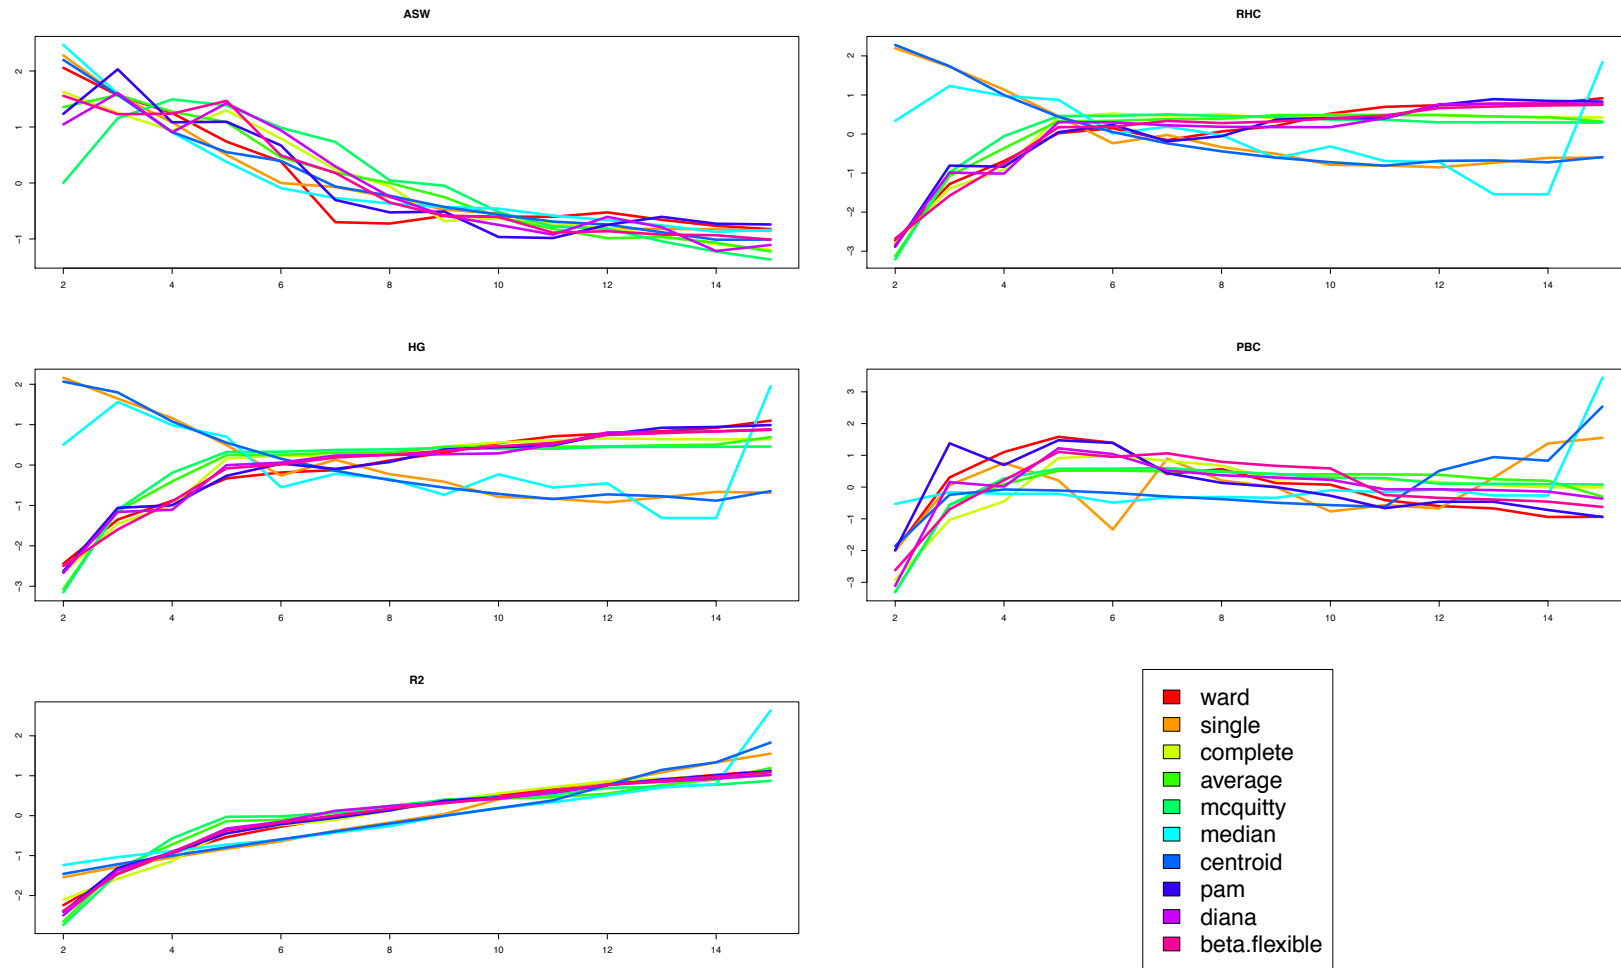 ASW
2
1
0
−1
2 4 6 8 10 12 14
RHC
2
1
0
−1
−2
−3
2 4 6 8 10 12 14
HG
2
1
0
−1
−2
−3
2 4 6 8 10 12 14
PBC
3
2
1
0
−1
−2
−3
2 4 6 8 10 12 14
R2
2
1
0
−1
−2
2 4 6 8 10 12 14
ward
single
complete
average
mcquitty
median
centroid
pam
diana
beta.flexible